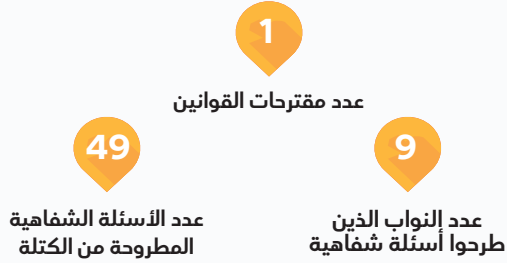 1
عدد مقترحات القوانين
9
عدد النواب الذين
طرحوا أسئلة شفاهية
49
عدد الأسئلة الشفاهية
المطروحة من الكتلة